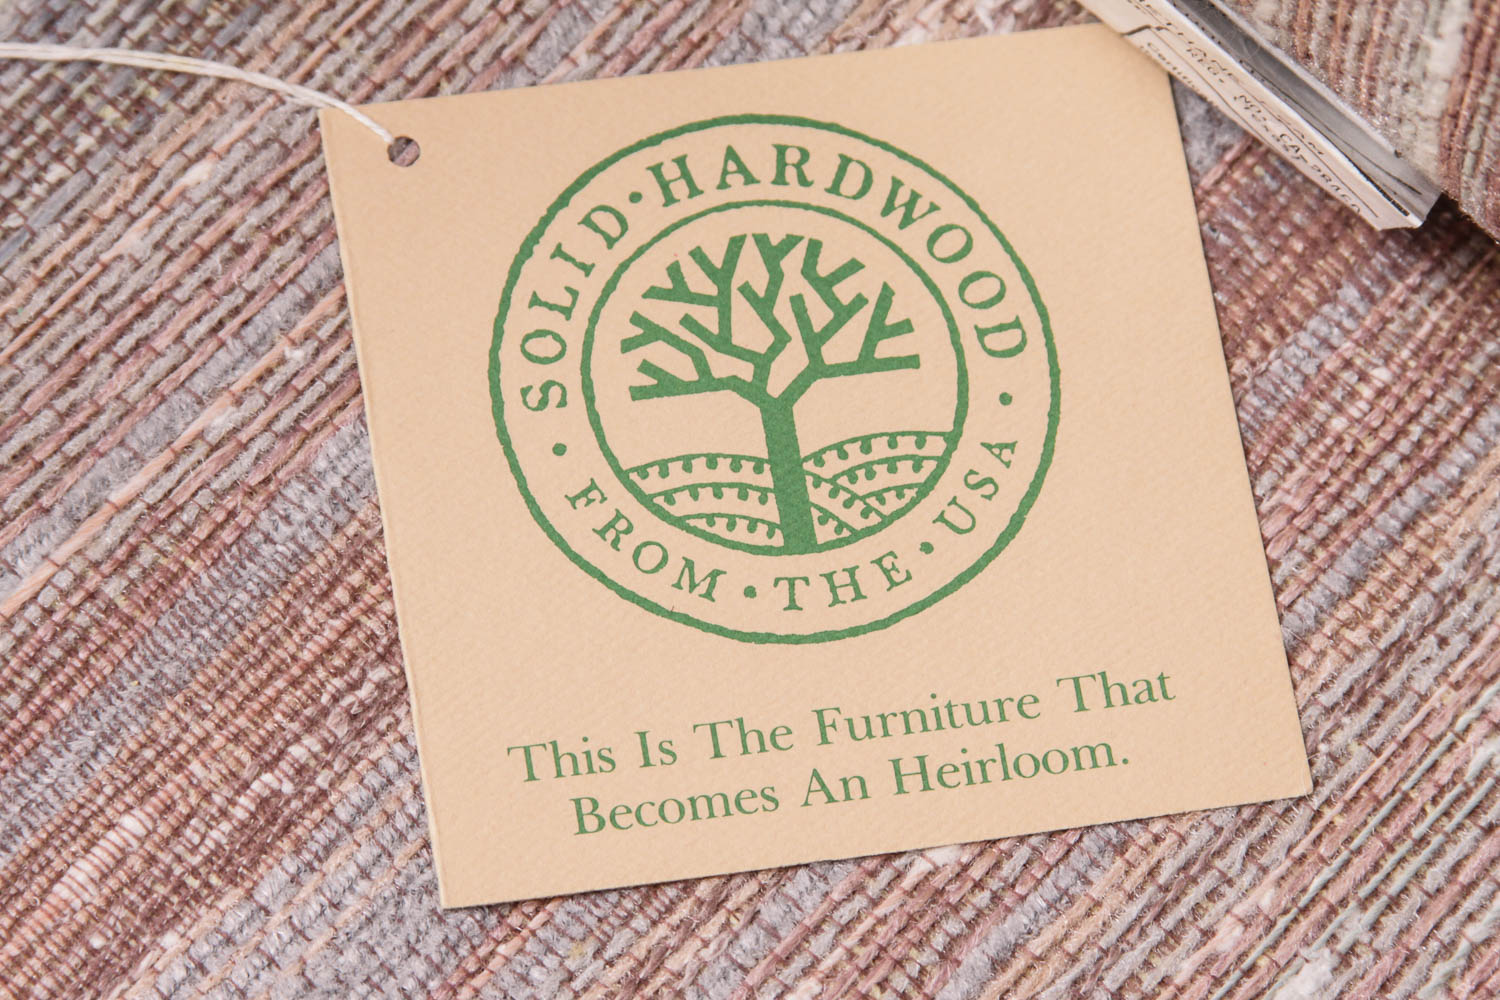 SOLID·HARDWOOD
·FROM·THE·USA·
This Is The Furniture That
Becomes An Heirloom.